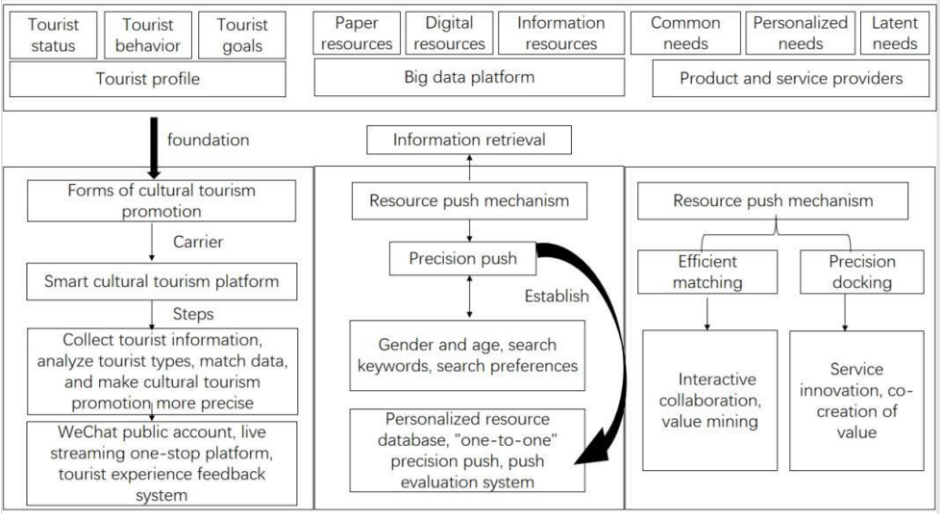 Tourist
status
Tourist
behavior
Tourist
goals
Tourist profile
Paper
resources
Digital
resources
Information
resources
Big data platform
Common
needs
Personalized
needs
Latent
needs
Product and service providers
foundation
Forms of cultural tourism
promotion
Carrier
Smart cultural tourism platform
Steps
Collect tourist information,
analyze tourist types, match data,
and make cultural tourism
promotion more precise
WeChat public account, live
streaming one-stop platform,
tourist experience feedback
system
Information retrieval
Resource push mechanism
Precision push
Establish
Gender and age, search
keywords, search preferences
Personalized resource
database, "one-to-one"
precision push, push
evaluation system
Resource push mechanism
Efficient
matching
Precision
docking
Interactive
collaboration,
value mining
Service
innovation, co-
creation of
value